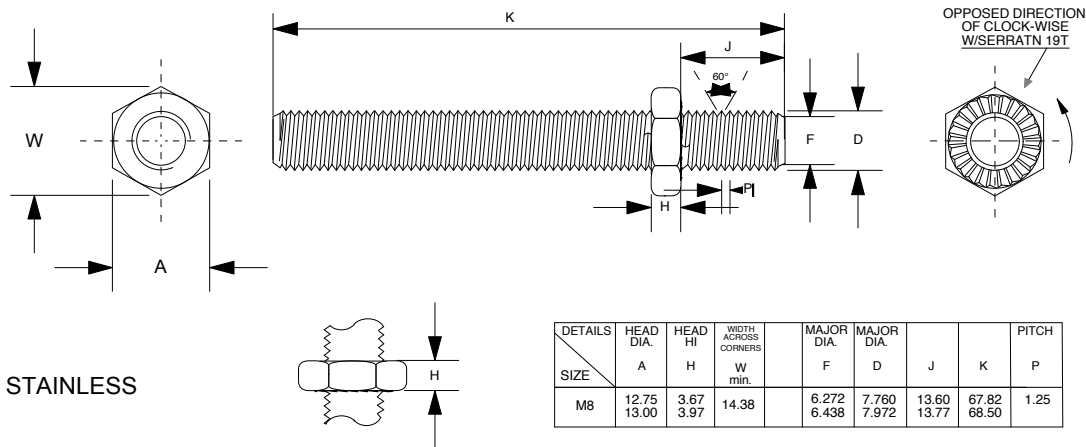 K
OPPOSED DIRECTION
OF CLOCK-WISE
W/SERRATN 19T
J
60°
W
F
D
P
H
A
H
STAINLESS
DETAILS
SIZE
HEAD
DIA.
A
HEAD
HI
H
WIDTH
ACROSS
CORNERS
W
min.
MAJOR
DIA.
F
MAJOR
DIA.
D
J
K
PITCH
P
M8
12.75
13.00
3.67
3.97
14.38
6.272
6.438
7.760
7.972
13.60
13.77
67.82
68.50
1.25